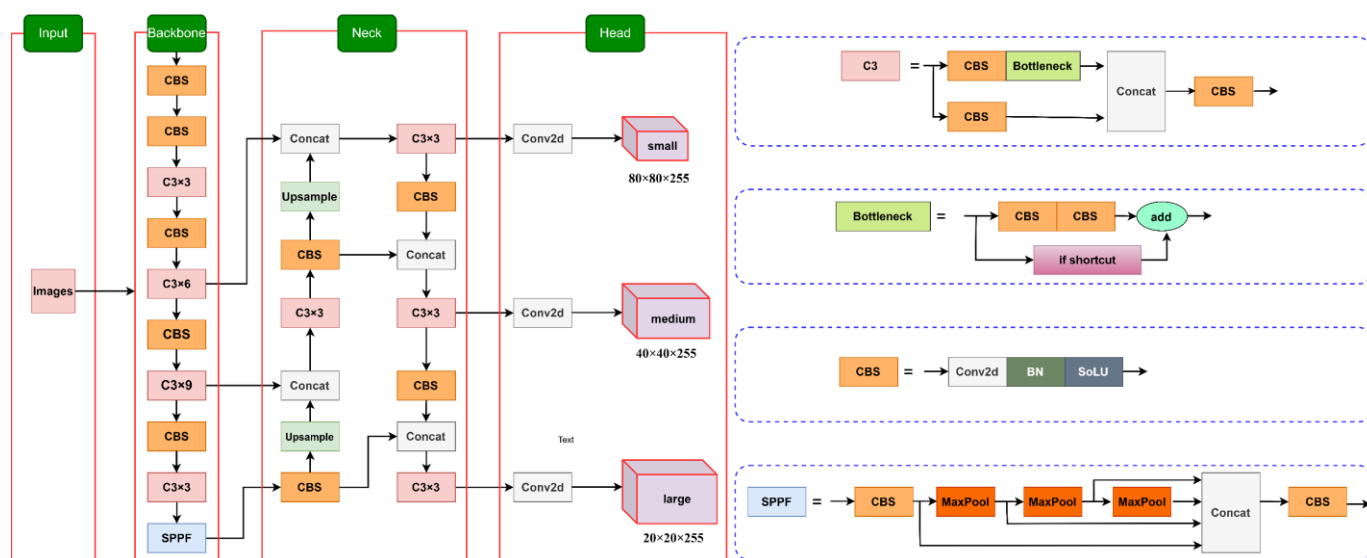 Input
Backbone
Neck
Head
CBS
CBS
C3×3
CBS
C3×6
CBS
C3×9
CBS
C3×3
SPPF
Images
Concat
Upsample
CBS
C3×3
Concat
Upsample
CBS
C3×3
CBS
Concat
C3×3
CBS
Concat
C3×3
Conv2d
small
80×80×255
Conv2d
medium
40×40×255
Text
Conv2d
large
20×20×255
C3
=
CBS
Bottleneck
CBS
Concat
CBS
Bottleneck
=
CBS
CBS
add
if shortcut
CBS
=
Conv2d
BN
SoLU
SPPF
=
CBS
MaxPool
MaxPool
MaxPool
Concat
CBS